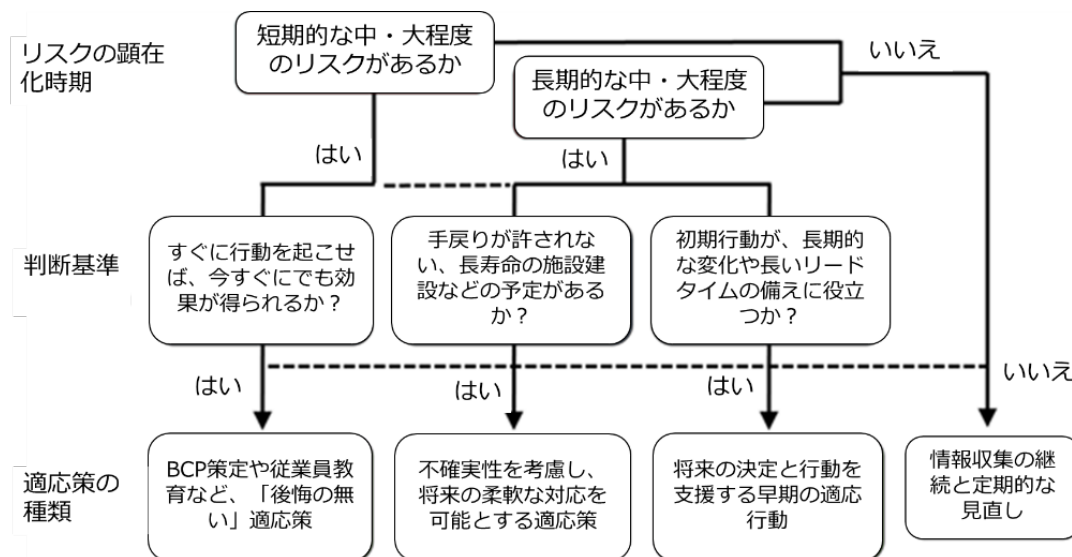 リスクの顕在
化時期
短期的な中・大程度
のリスクがあるか
長期的な中・大程度
のリスクがあるか
いいえ
はい
はい
判断基準
すぐに行動を起こせ
ば、今すぐにでも効
果が得られるか？
手戻りが許されな
い、長寿命の施設建
設などの予定がある
か？
初期行動が、長期的
な変化や長いリード
タイムの備えに役立
つか？
はい
はい
はい
いいえ
適応策の
種類
BCP策定や従業員教
育など、「後悔の無
い」適応策
不確実性を考慮し、
将来の柔軟な対応を
可能とする適応策
将来の決定と行動を
支援する早期の適応
行動
情報収集の継
続と定期的な
見直し